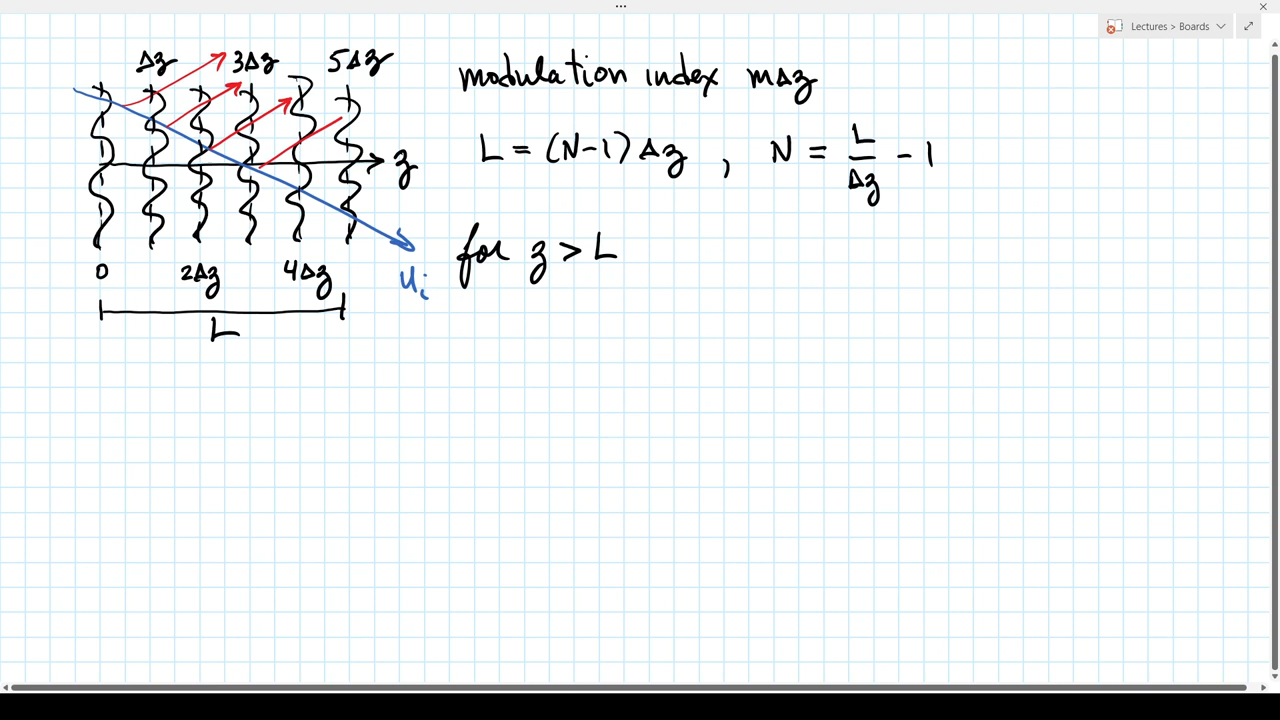 Lectures > Boards
Δz 3Δz 5Δz
z
0 2Δz 4Δz
u_i
L
modulation index mΔz
L = (N-1) Δz , N = L/Δz - 1
for z > L